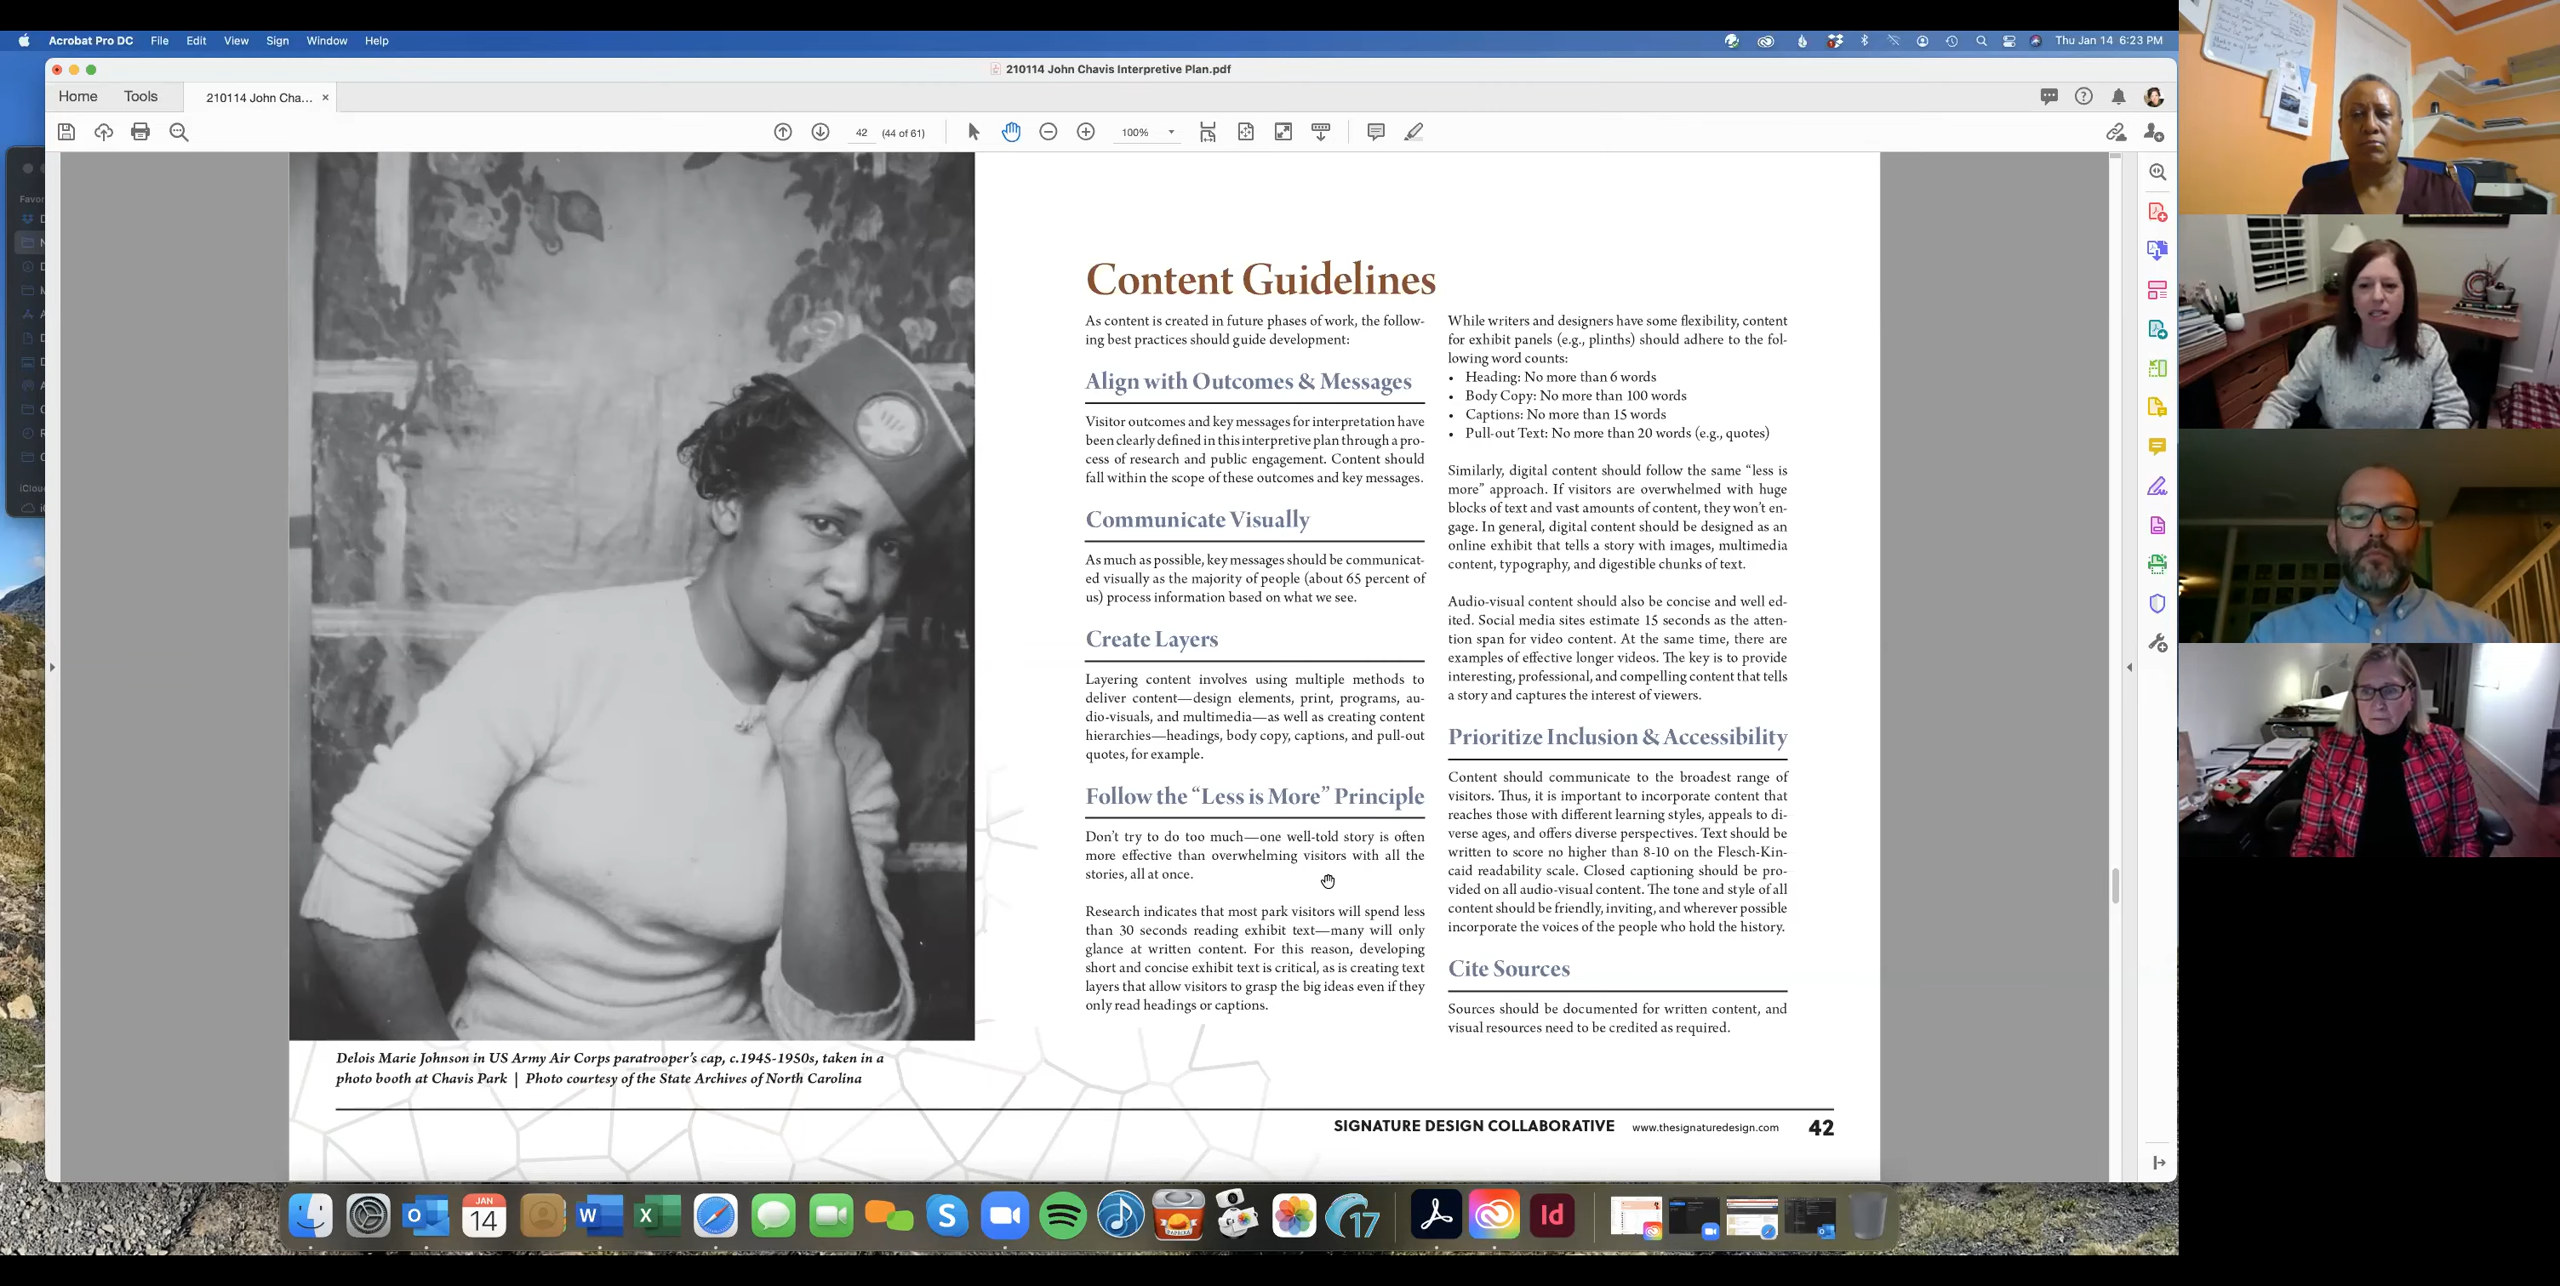 Acrobat Pro DC File Edit View Sign Window Help
Thu Jan 14 6:23 PM
210114 John Chavis Interpretive Plan.pdf
Home Tools 210114 John Cha... ×
42 (44 of 61) 100%
Favor
iClou
Content Guidelines
As content is created in future phases of work, the follow-
ing best practices should guide development:
Align with Outcomes & Messages
Visitor outcomes and key messages for interpretation have
been clearly defined in this interpretive plan through a pro-
cess of research and public engagement. Content should
fall within the scope of these outcomes and key messages.
Communicate Visually
As much as possible, key messages should be communicat-
ed visually as the majority of people (about 65 percent of
us) process information based on what we see.
Create Layers
Layering content involves using multiple methods to
deliver content—design elements, print, programs, au-
dio-visuals, and multimedia—as well as creating content
hierarchies—headings, body copy, captions, and pull-out
quotes, for example.
Follow the “Less is More” Principle
Don’t try to do too much—one well-told story is often
more effective than overwhelming visitors with all the
stories, all at once.
Research indicates that most park visitors will spend less
than 30 seconds reading exhibit text—many will only
glance at written content. For this reason, developing
short and concise exhibit text is critical, as is creating text
layers that allow visitors to grasp the big ideas even if they
only read headings or captions.
While writers and designers have some flexibility, content
for exhibit panels (e.g., plinths) should adhere to the fol-
lowing word counts:
• Heading: No more than 6 words
• Body Copy: No more than 100 words
• Captions: No more than 15 words
• Pull-out Text: No more than 20 words (e.g., quotes)
Similarly, digital content should follow the same “less is
more” approach. If visitors are overwhelmed with huge
blocks of text and vast amounts of content, they won’t en-
gage. In general, digital content should be designed as an
online exhibit that tells a story with images, multimedia
content, typography, and digestible chunks of text.
Audio-visual content should also be concise and well ed-
ited. Social media sites estimate 15 seconds as the atten-
tion span for video content. At the same time, there are
examples of effective longer videos. The key is to provide
interesting, professional, and compelling content that tells
a story and captures the interest of viewers.
Prioritize Inclusion & Accessibility
Content should communicate to the broadest range of
visitors. Thus, it is important to incorporate content that
reaches those with different learning styles, appeals to di-
verse ages, and offers diverse perspectives. Text should be
written to score no higher than 8-10 on the Flesch-Kin-
caid readability scale. Closed captioning should be pro-
vided on all audio-visual content. The tone and style of all
content should be friendly, inviting, and wherever possible
incorporate the voices of the people who hold the history.
Cite Sources
Sources should be documented for written content, and
visual resources need to be credited as required.
Delois Marie Johnson in US Army Air Corps paratrooper’s cap, c.1945-1950s, taken in a
photo booth at Chavis Park | Photo courtesy of the State Archives of North Carolina
SIGNATURE DESIGN COLLABORATIVE www.thesignaturedesign.com 42
JAN
14
17
Id